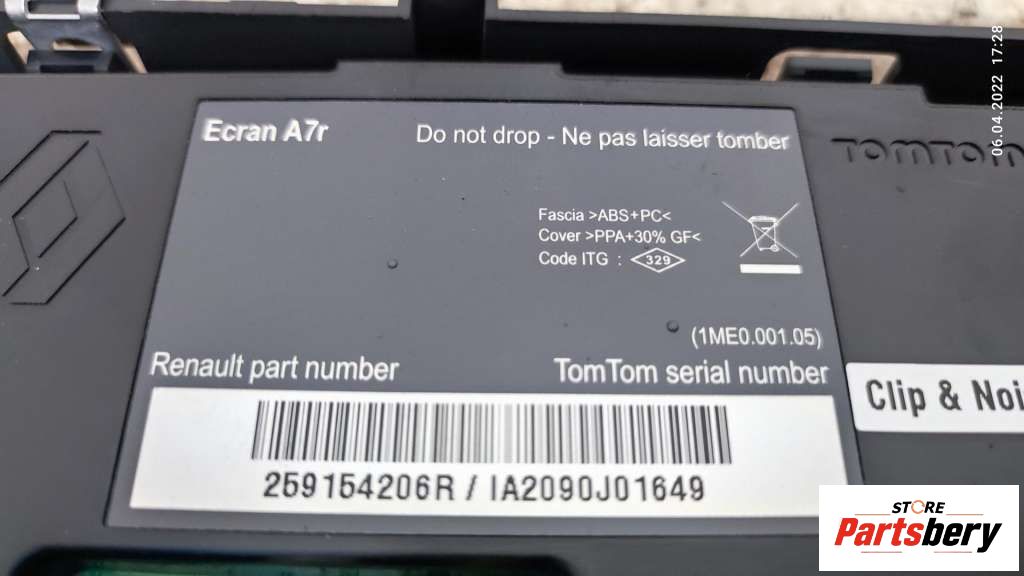 06.04.2022 17:28
Ecran A7r
Do not drop - Ne pas laisser tomber
TOMTOM
Fascia >ABS+PC<
Cover >PPA+30% GF<
Code ITG : 329
(1ME0.001.05)
Renault part number
TomTom serial number
Clip & Noi
259154206R / IA2090J01649
STORE
Partsbery